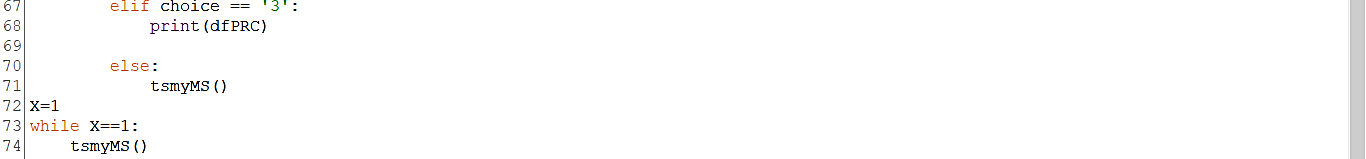 67 elif choice == '3':
68 print(dfPRC)
69
70 else:
71 tsmyMS()
72 X=1
73 while X==1:
74 tsmyMS()